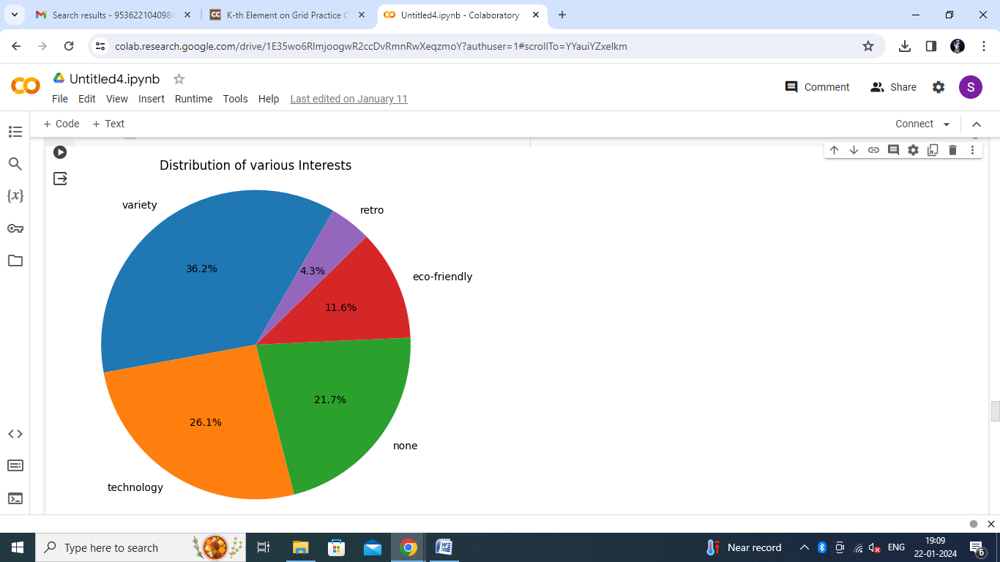 Search results - 953622104098
K-th Element on Grid Practice C
Untitled4.ipynb - Colaboratory
colab.research.google.com/drive/1E35wo6RlmjoogwR2ccDvRmnRwXeqzmoY?authuser=1#scrollTo=YYauiYZxelkm
Untitled4.ipynb
Comment
Share
S
File Edit View Insert Runtime Tools Help Last edited on January 11
+ Code + Text
Connect
{x}
Distribution of various Interests
variety
retro
36.2%
4.3%
eco-friendly
11.6%
21.7%
26.1%
none
technology
Type here to search
Near record
ENG
19:09
22-01-2024
6